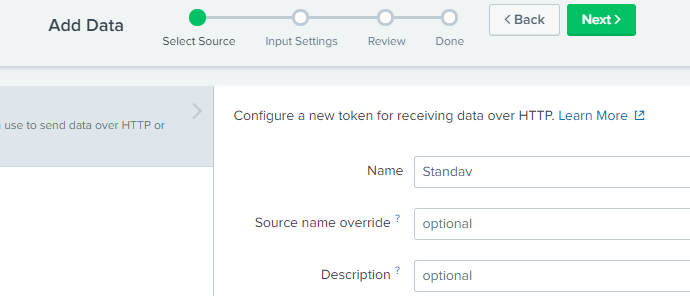 Add Data
Select Source
Input Settings
Review
Done
< Back
Next >
use to send data over HTTP or
Configure a new token for receiving data over HTTP. Learn More
Name
Standav
Source name override ?
optional
Description ?
optional